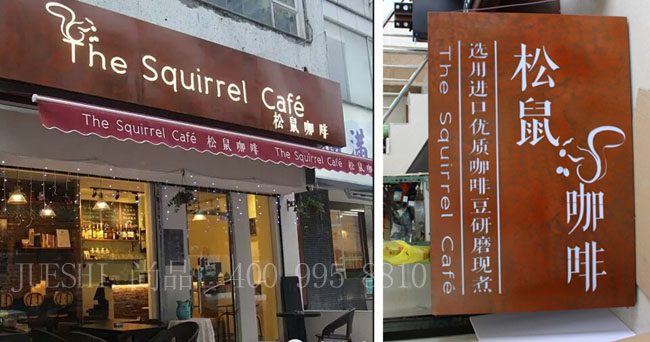 The Squirrel Café
松鼠咖啡
The Squirrel Café 松鼠咖啡 The Squirrel Café 松鼠咖啡
满
JUESHI 尚品 400 995 8810
松鼠
咖啡
选用进口优质咖啡豆研磨现煮
The Squirrel Café